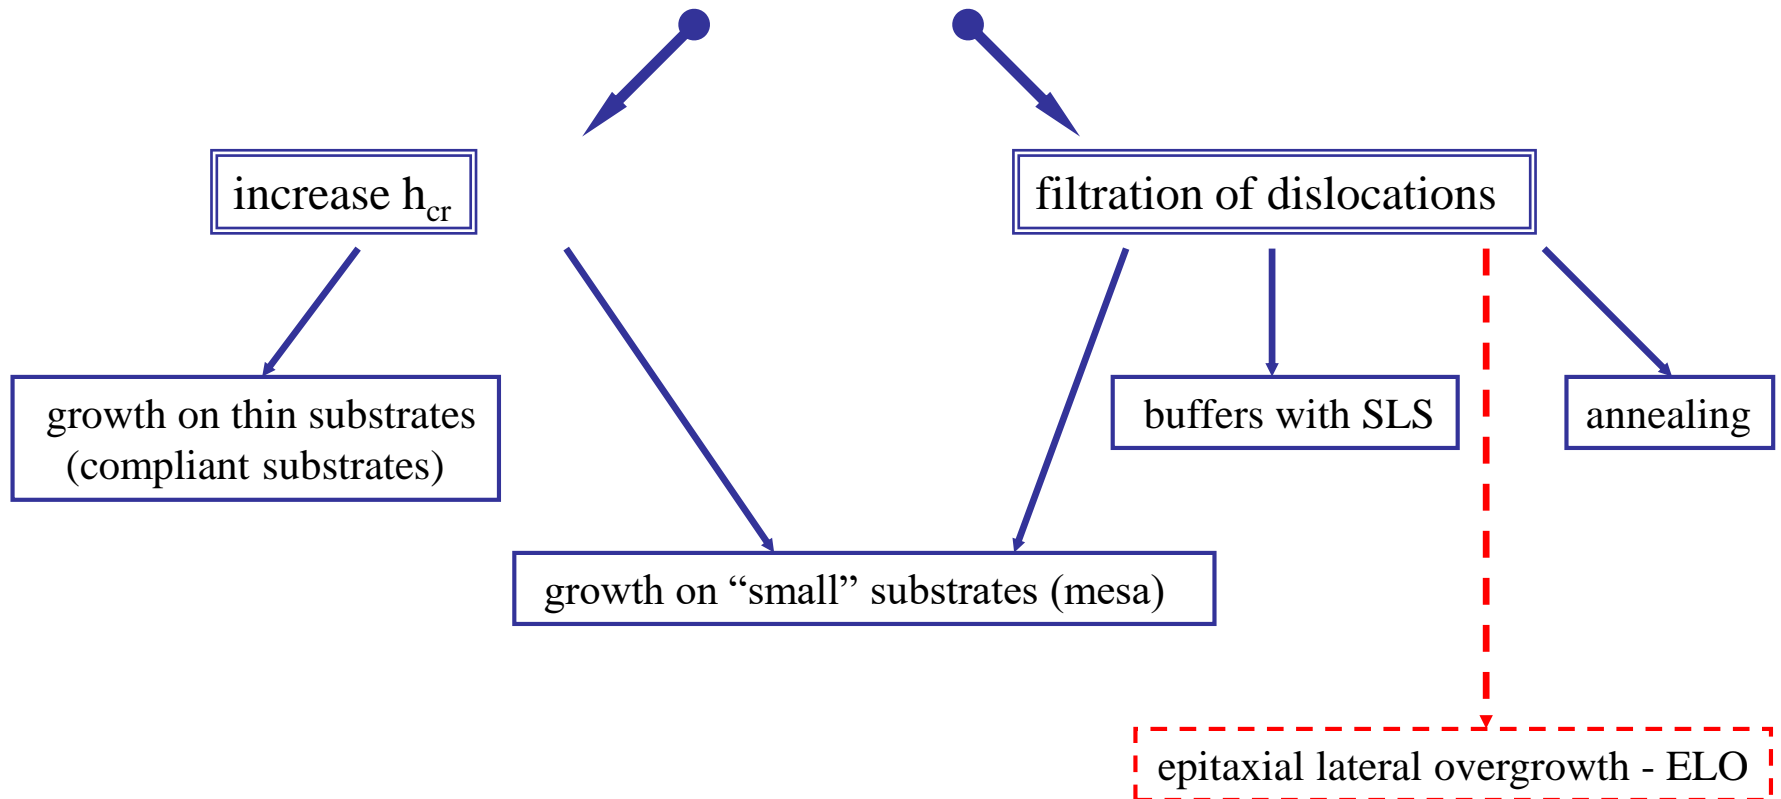 increase hcr
filtration of dislocations
growth on thin substrates
(compliant substrates)
buffers with SLS
annealing
growth on “small” substrates (mesa)
epitaxial lateral overgrowth - ELO